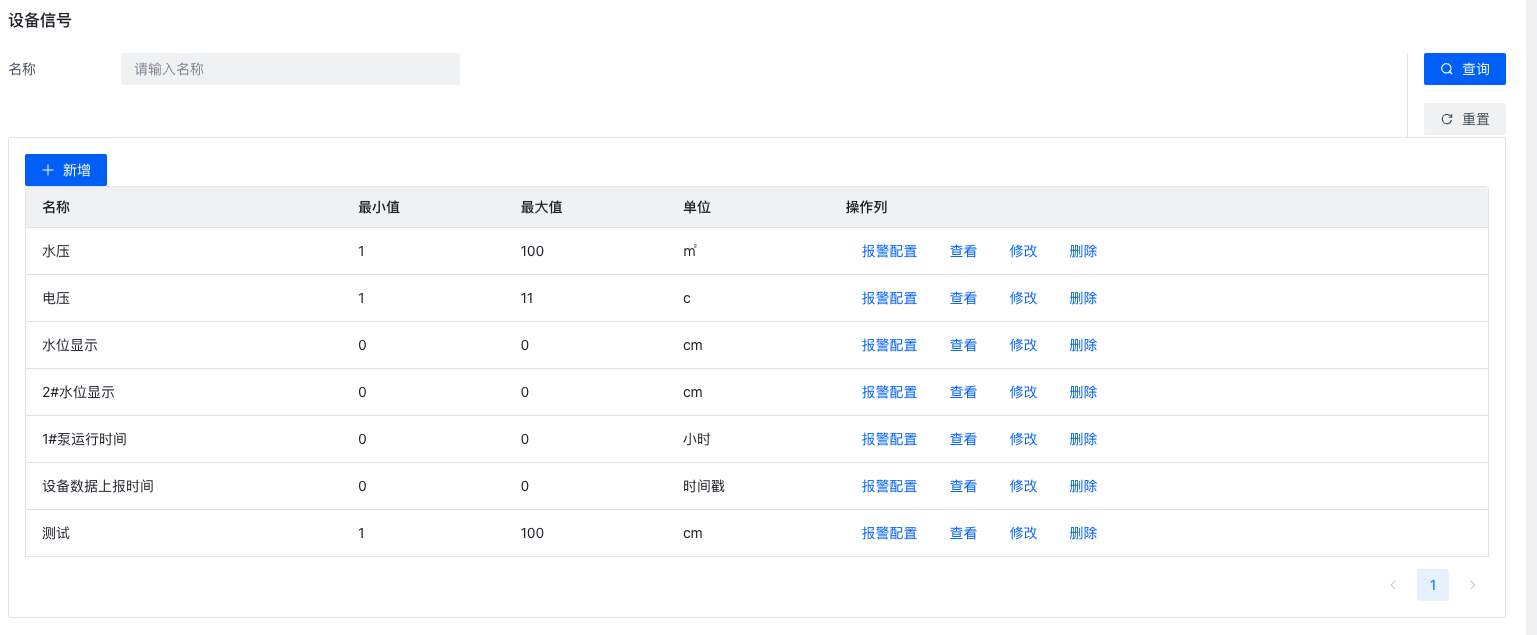 设备信号
名称 请输入名称 查询
重置
新增
名称 最小值 最大值 单位 操作列
水压 1 100 ㎡ 报警配置 查看 修改 删除
电压 1 11 c 报警配置 查看 修改 删除
水位显示 0 0 cm 报警配置 查看 修改 删除
2#水位显示 0 0 cm 报警配置 查看 修改 删除
1#泵运行时间 0 0 小时 报警配置 查看 修改 删除
设备数据上报时间 0 0 时间戳 报警配置 查看 修改 删除
测试 1 100 cm 报警配置 查看 修改 删除
1